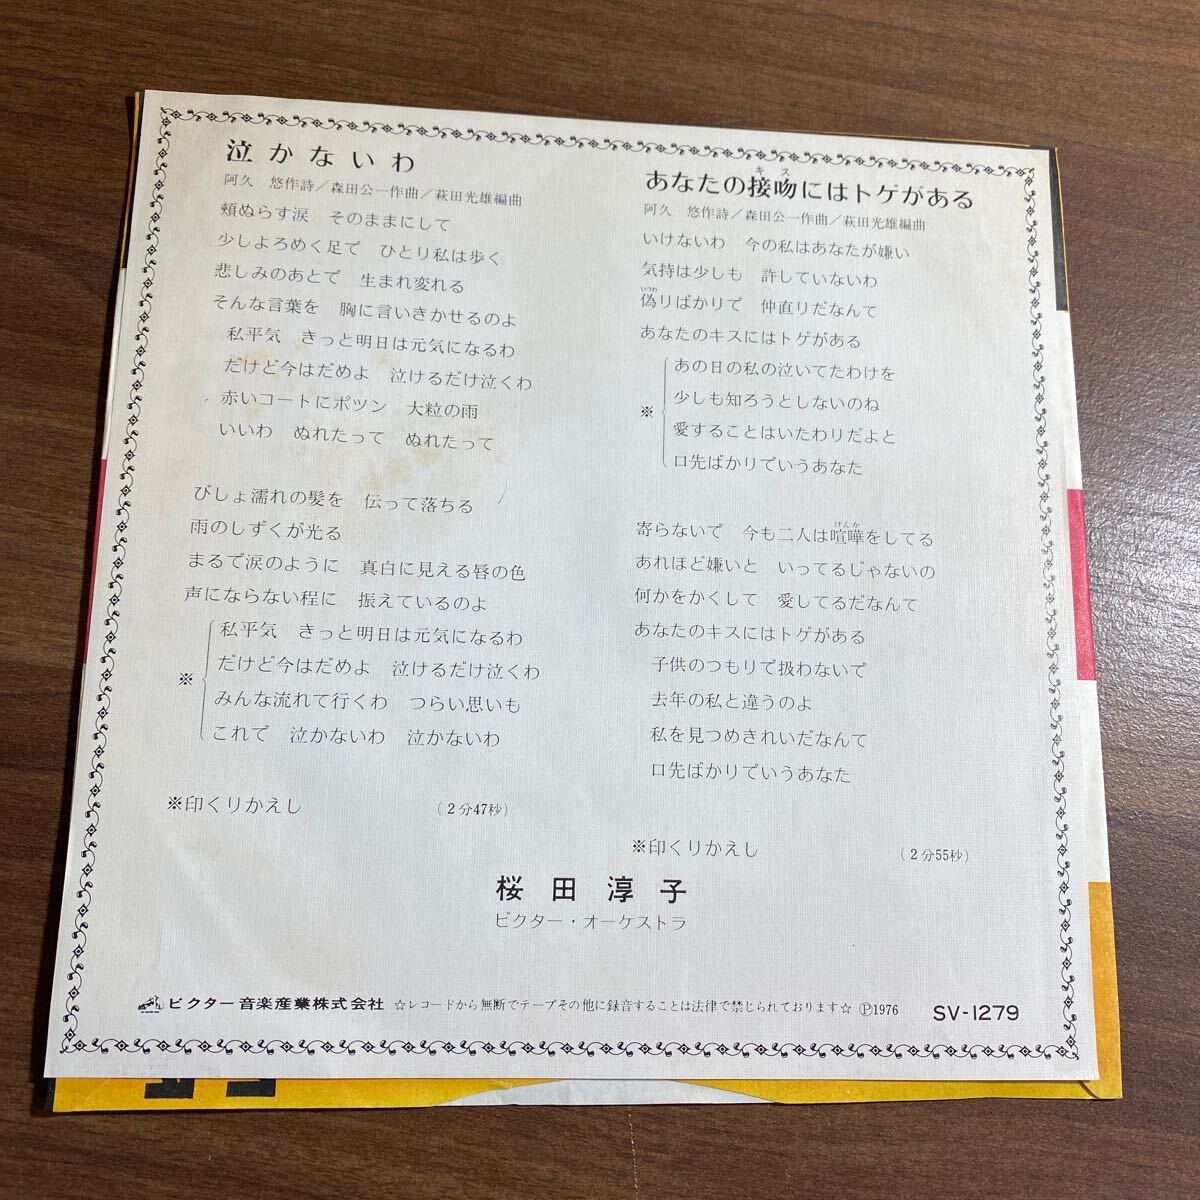 泣かないわ
阿久 悠作詩／森田公一作曲／萩田光雄編曲
頬ぬらす涙 そのままにして
少しよろめく足で ひとり私は歩く
悲しみのあとで 生まれ変れる
そんな言葉を 胸に言いきかせるのよ
私平気 きっと明日は元気になるわ
だけど今はだめよ 泣けるだけ泣くわ
赤いコートにポツン 大粒の雨
いいわ ぬれたって ぬれたって
びしょ濡れの髪を 伝って落ちる
雨のしずくが光る
まるで涙のように 真白に見える唇の色
声にならない程に 振えているのよ
私平気 きっと明日は元気になるわ
だけど今はだめよ 泣けるだけ泣くわ
※
みんな流れて行くわ つらい思いも
これで 泣かないわ 泣かないわ
※印くりかえし (2分47秒)
キス
あなたの接吻にはトゲがある
阿久 悠作詩／森田公一作曲／萩田光雄編曲
いけないわ 今の私はあなたが嫌い
気持は少しも 許していないわ
いつわ
偽りばかりで 仲直りだなんて
あなたのキスにはトゲがある
あの日の私の泣いてたわけを
※ 少しも知ろうとしないのね
愛することはいたわりだよと
口先ばかりでいうあなた
けんか
寄らないで 今も二人は喧嘩をしてる
あれほど嫌いと いってるじゃないの
何かをかくして 愛してるだなんて
あなたのキスにはトゲがある
子供のつもりで扱わないで
去年の私と違うのよ
私を見つめきれいだなんて
口先ばかりでいうあなた
※印くりかえし (2分55秒)
桜田淳子
ビクター・オーケストラ
ビクター音楽産業株式会社 ☆レコードから無断でテープその他に録音することは法律で禁じられております☆ Ⓟ1976 SV-1279